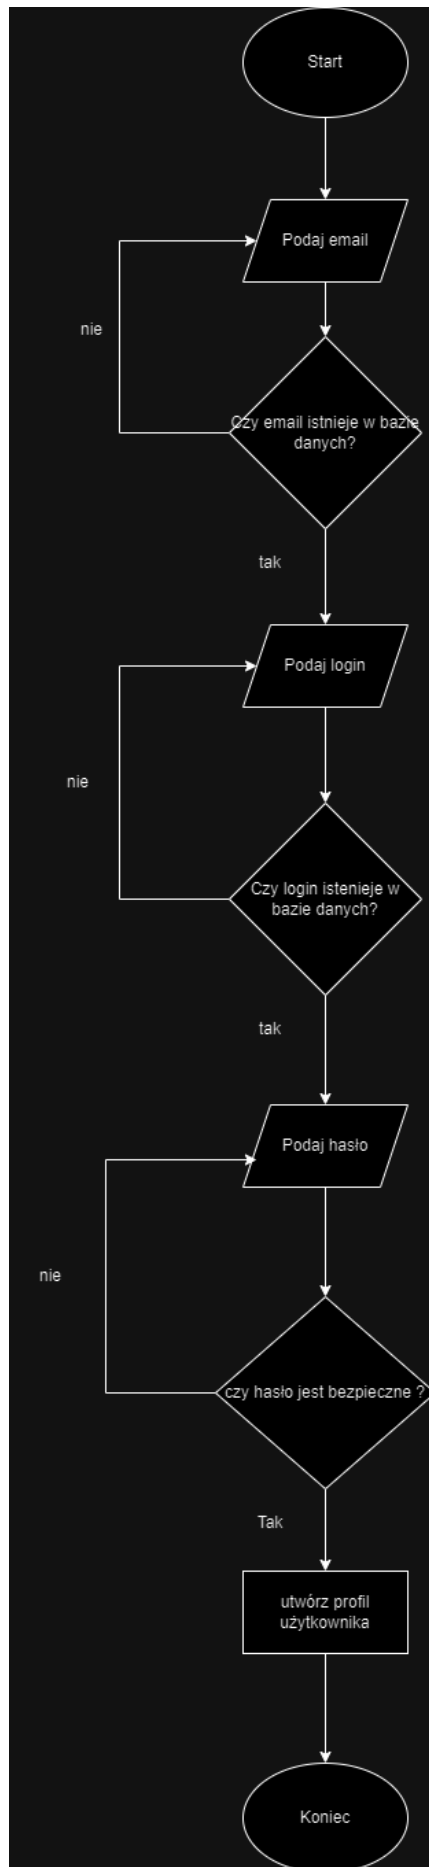 Start
Podaj email
nie
Czy email istnieje w bazie
danych?
tak
Podaj login
nie
Czy login istenieje w
bazie danych?
tak
Podaj hasło
nie
czy hasło jest bezpieczne ?
Tak
utwórz profil
użytkownika
Koniec